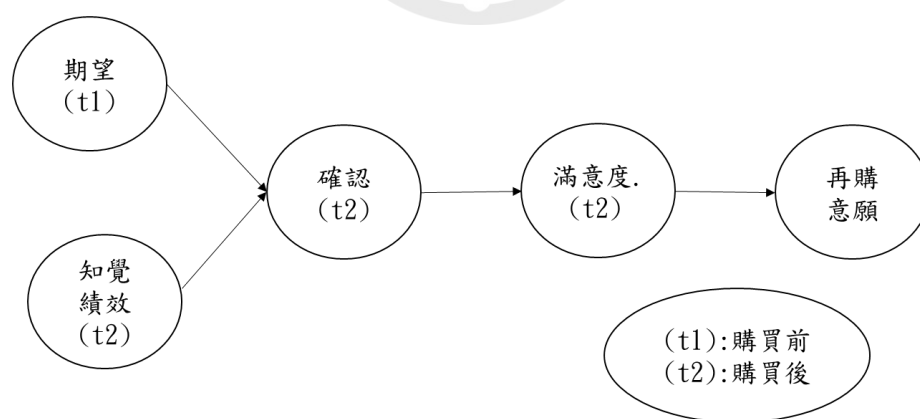 期望
(t1)
知覺
績效
(t2)
確認
(t2)
滿意度.
(t2)
再購
意願
(t1):購買前
(t2):購買後